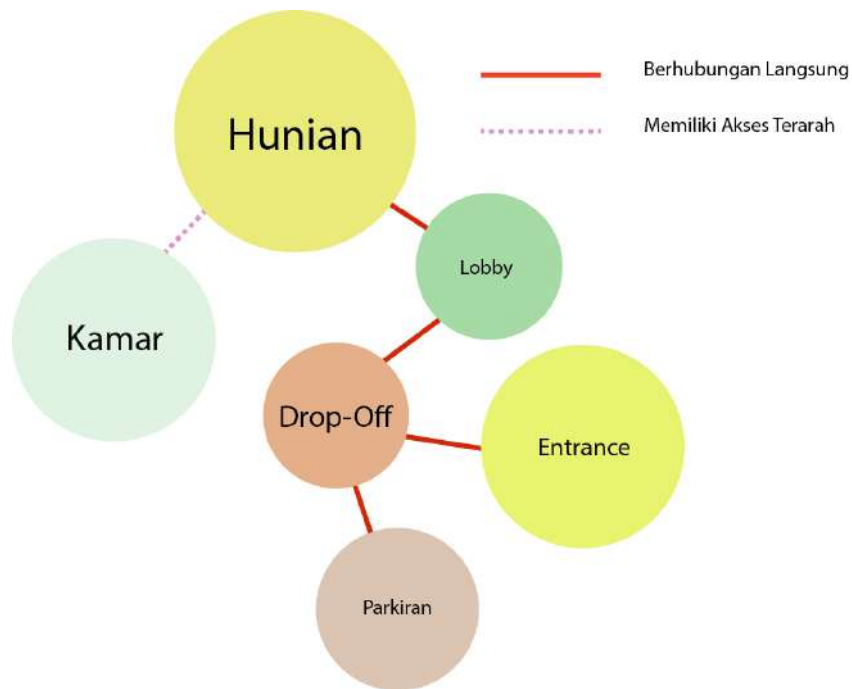 Hunian
Berhubungan Langsung
Memiliki Akses Terarah
Lobby
Kamar
Drop-Off
Entrance
Parkiran